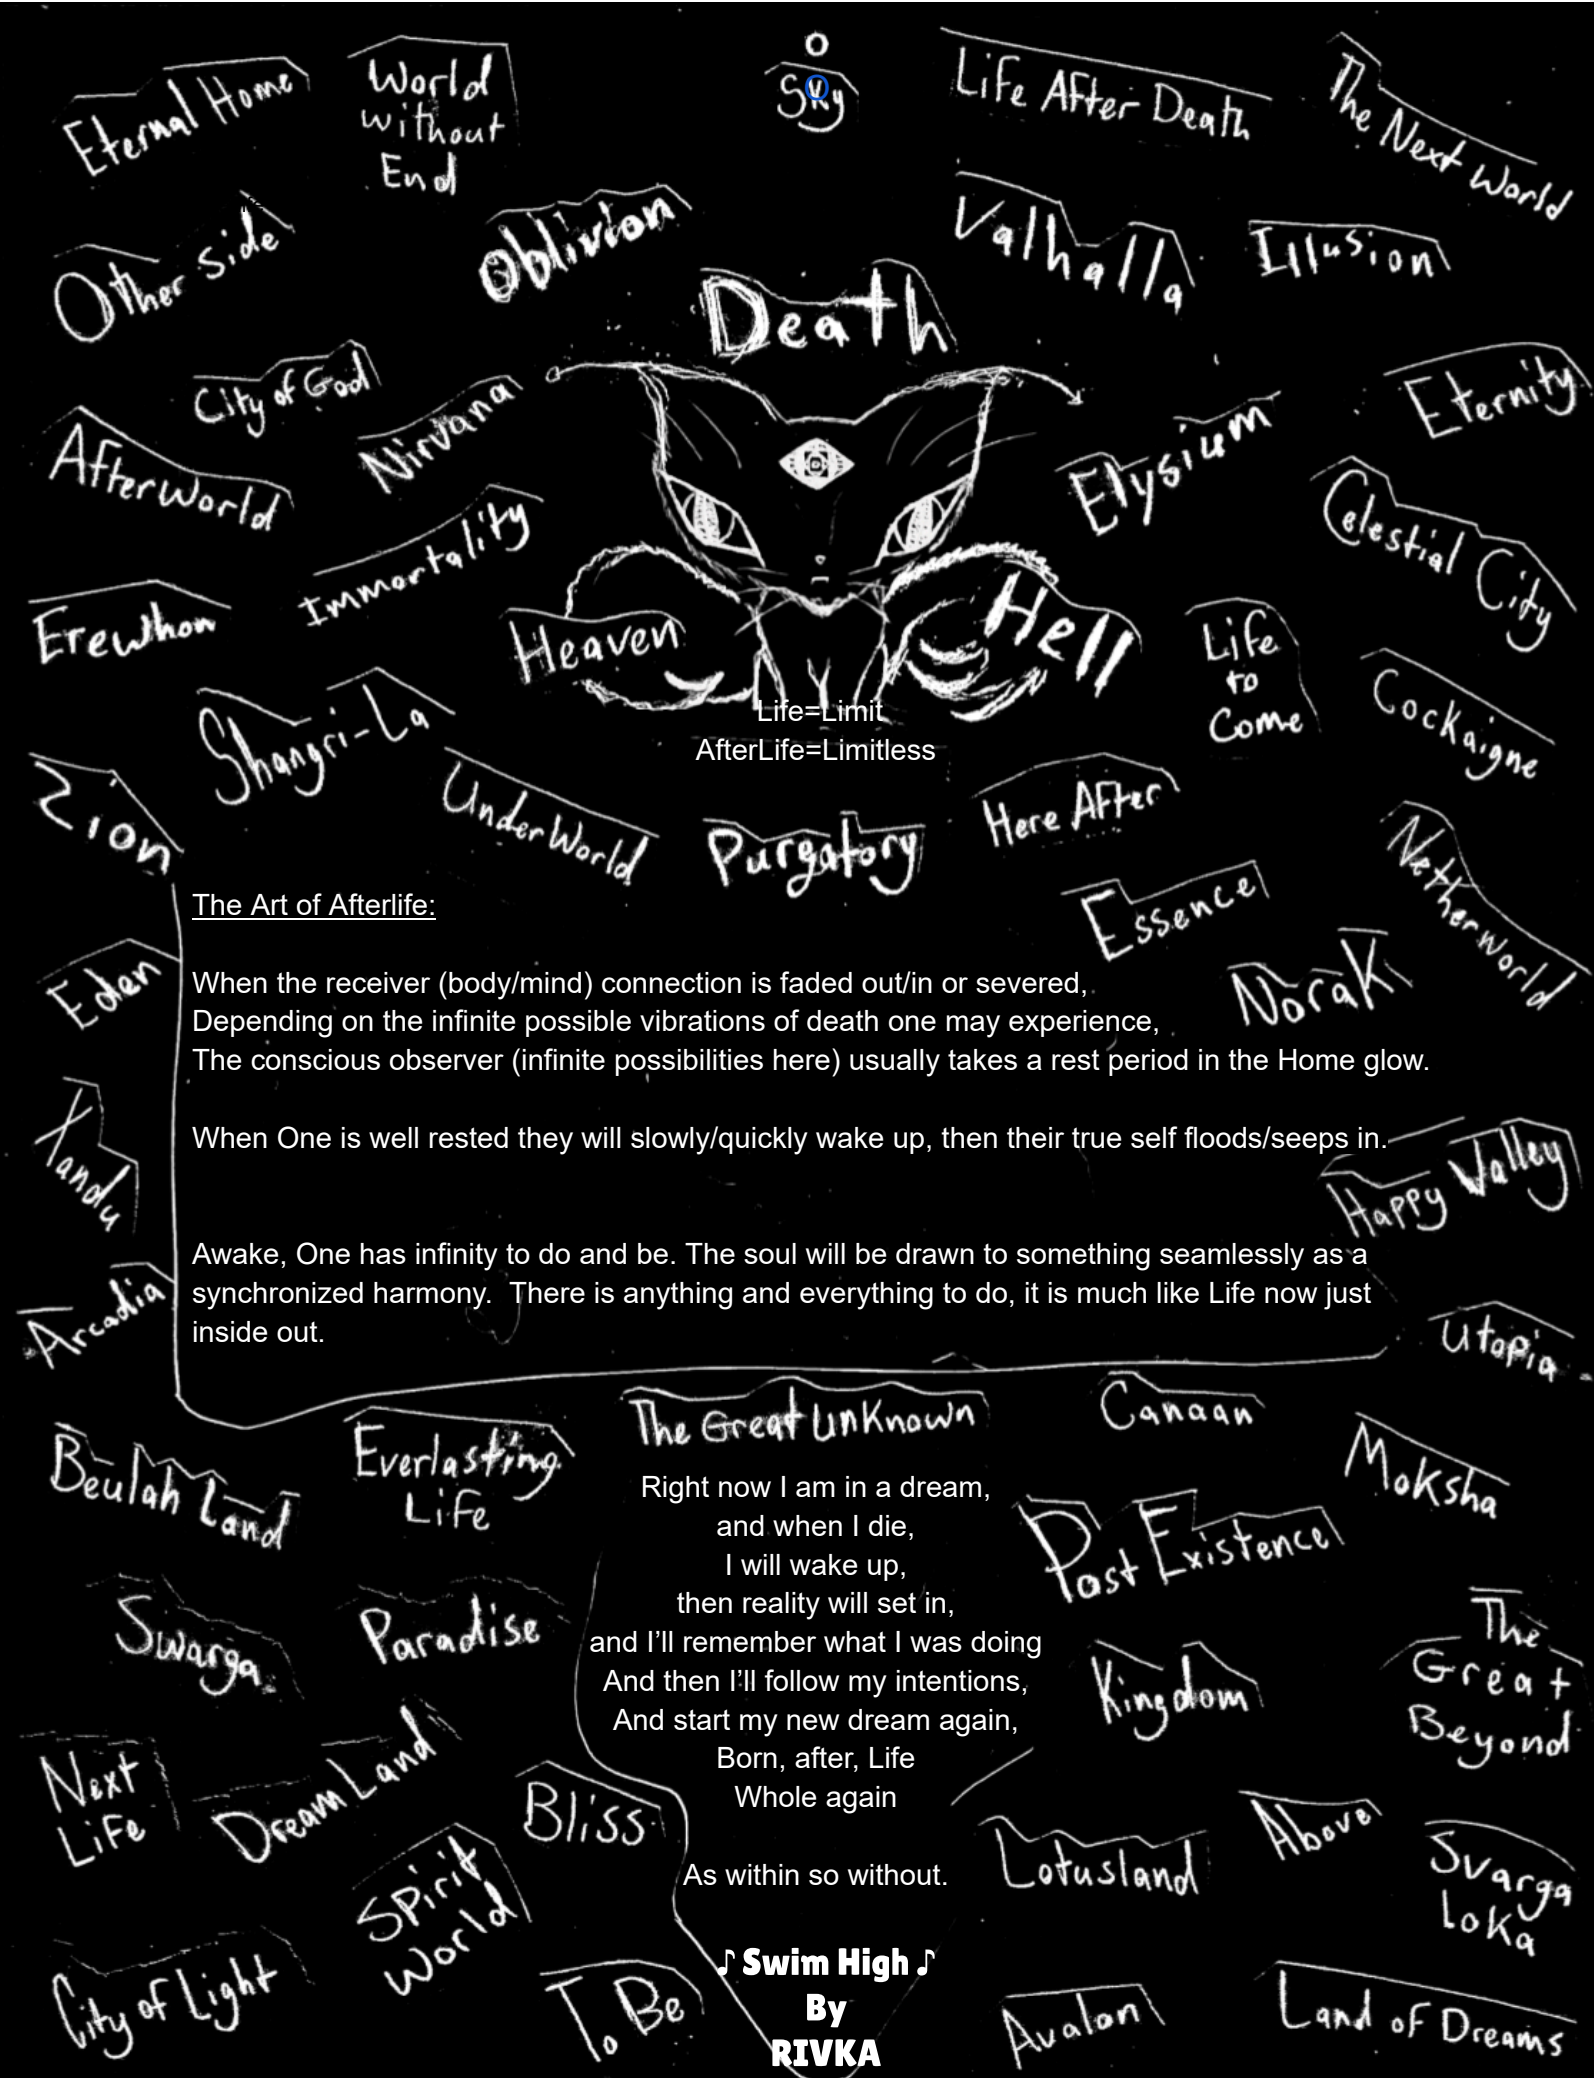 o
Sky
Eternal Home
World
without
End
Life After Death
The Next World
Other side
Oblivion
Valhalla
Illusion
Death
City of God
Nirvana
Eternity
AfterWorld
Elysium
Immortality
Celestial City
Erewhon
Heaven
Hell
Life
to
Come
Shangri-La
Cockaigne
Life=Limit
AfterLife=Limitless
Zion
UnderWorld
Purgatory
Here After
Netherworld
Essence
Norak
The Art of Afterlife:
Eden
When the receiver (body/mind) connection is faded out/in or severed,
Depending on the infinite possible vibrations of death one may experience,
The conscious observer (infinite possibilities here) usually takes a rest period in the Home glow.
Xandu
When One is well rested they will slowly/quickly wake up, then their true self floods/seeps in.
Happy Valley
Arcadia
Awake, One has infinity to do and be. The soul will be drawn to something seamlessly as a
synchronized harmony.  There is anything and everything to do, it is much like Life now just
inside out.
Utopia
The Great UnKnown
Canaan
Beulah Land
Everlasting
Life
Moksha
Post Existence
Right now I am in a dream,
and when I die,
I will wake up,
then reality will set in,
and I’ll remember what I was doing
And then I’ll follow my intentions,
And start my new dream again,
Born, after, Life
Whole again
Swarga
Paradise
Kingdom
The
Great
Beyond
Next
Life
Dream Land
Bliss
Above
Lotusland
Svarga
Loka
Spirit
World
As within so without.
City of Light
To Be
♪ Swim High ♪
By
RIVKA
Avalon
Land of Dreams